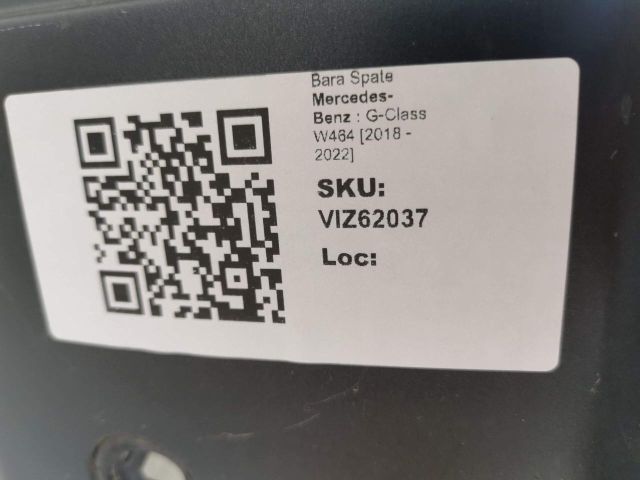 Bara Spate
Mercedes-
Benz : G-Class
W464 [2018 -
2022]
SKU:
VIZ62037
Loc: